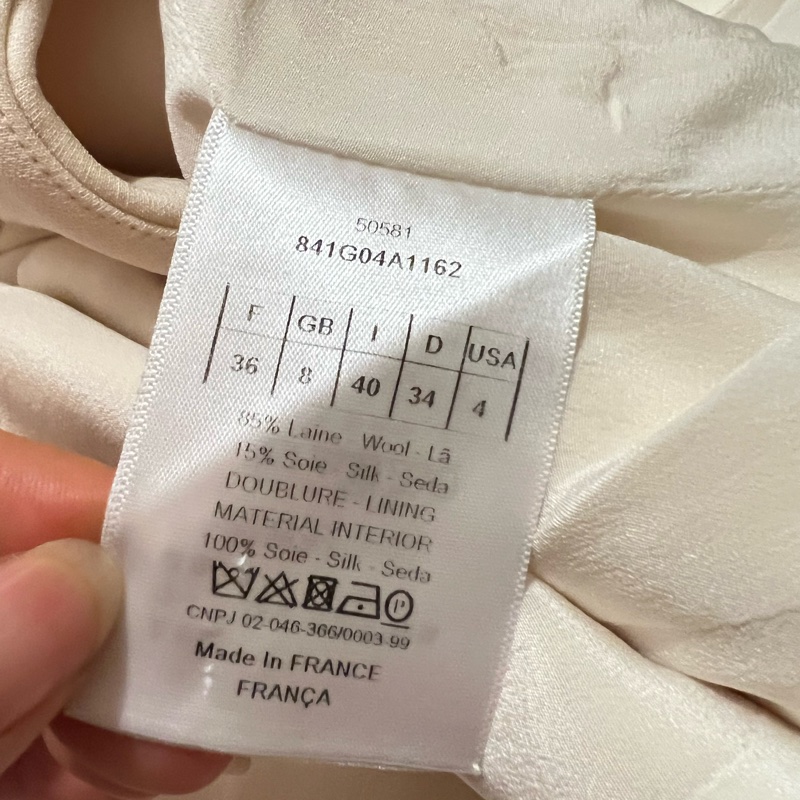 50581
841G04A1162
F GB I D USA
36 8 40 34 4
85% Laine Wool - Lã
15% Soie Silk - Seda
DOUBLURE - LINING
MATERIAL INTERIOR
100% Soie - Silk - Seda
P
CNPJ 02-046-366/0003-99
Made In FRANCE
FRANÇA